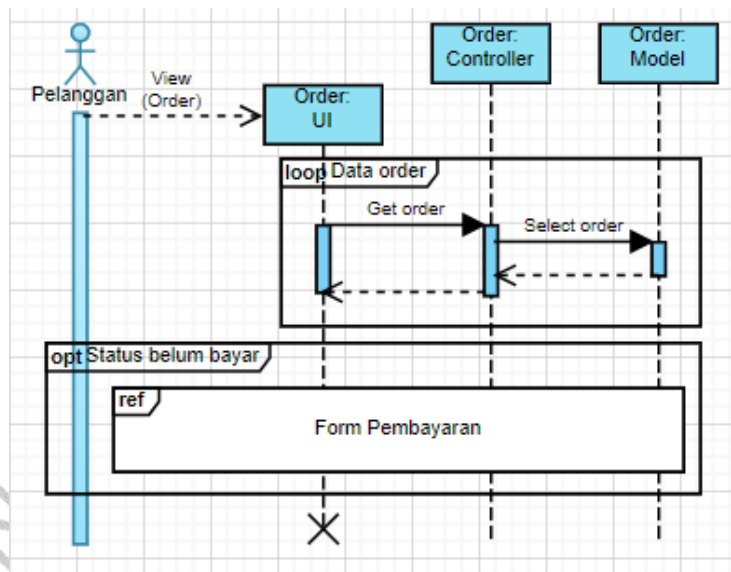 Order:
Controller
Order:
Model
Pelanggan
View
(Order)
Order:
UI
loop Data order
Get order
Select order
opt Status belum bayar
ref
Form Pembayaran